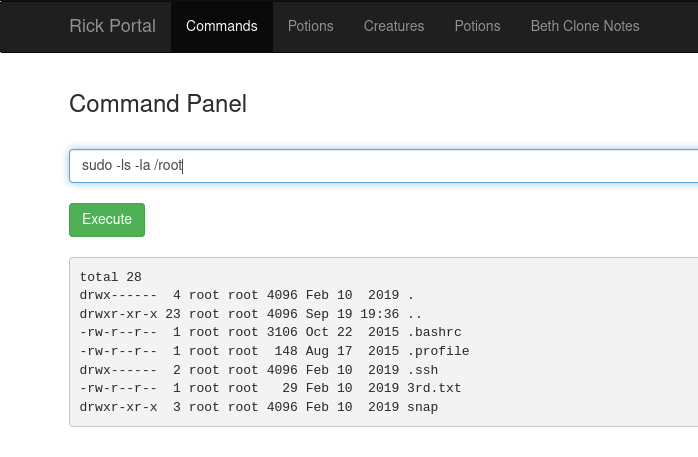 Rick Portal Commands Potions Creatures Potions Beth Clone Notes
Command Panel
sudo -ls -la /root
Execute
total 28
drwx------  4 root root 4096 Feb 10  2019 .
drwxr-xr-x 23 root root 4096 Sep 19 19:36 ..
-rw-r--r--  1 root root 3106 Oct 22  2015 .bashrc
-rw-r--r--  1 root root  148 Aug 17  2015 .profile
drwx------  2 root root 4096 Feb 10  2019 .ssh
-rw-r--r--  1 root root   29 Feb 10  2019 3rd.txt
drwxr-xr-x  3 root root 4096 Feb 10  2019 snap